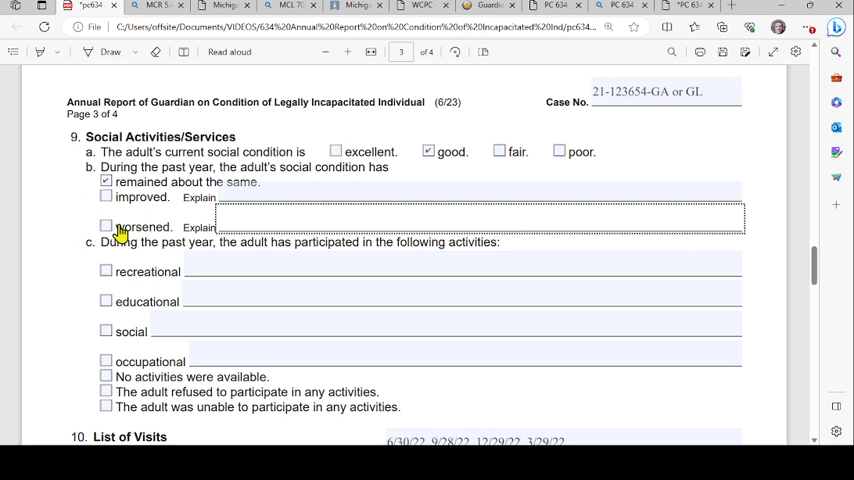 *pc634
MCR 5.
Michig
MCL 70
Michig
WCPC -
Guardia
PC 634,
PC 634
*PC 634
File
C:/Users/offsite/Documents/VIDEOS/634%20Annual%20Report%20on%20Condition%20of%20Incapacitated%20Ind/pc634...
Draw
Read aloud
3
of 4
21-123654-GA or GL
Annual Report of Guardian on Condition of Legally Incapacitated Individual (6/23)
Case No.
Page 3 of 4
9. Social Activities/Services
a. The adult's current social condition is excellent. good. fair. poor.
b. During the past year, the adult's social condition has
remained about the same.
improved. Explain
worsened. Explain
c. During the past year, the adult has participated in the following activities:
recreational
educational
social
occupational
No activities were available.
The adult refused to participate in any activities.
The adult was unable to participate in any activities.
10. List of Visits
6/30/22, 9/28/22, 12/29/22, 3/29/22